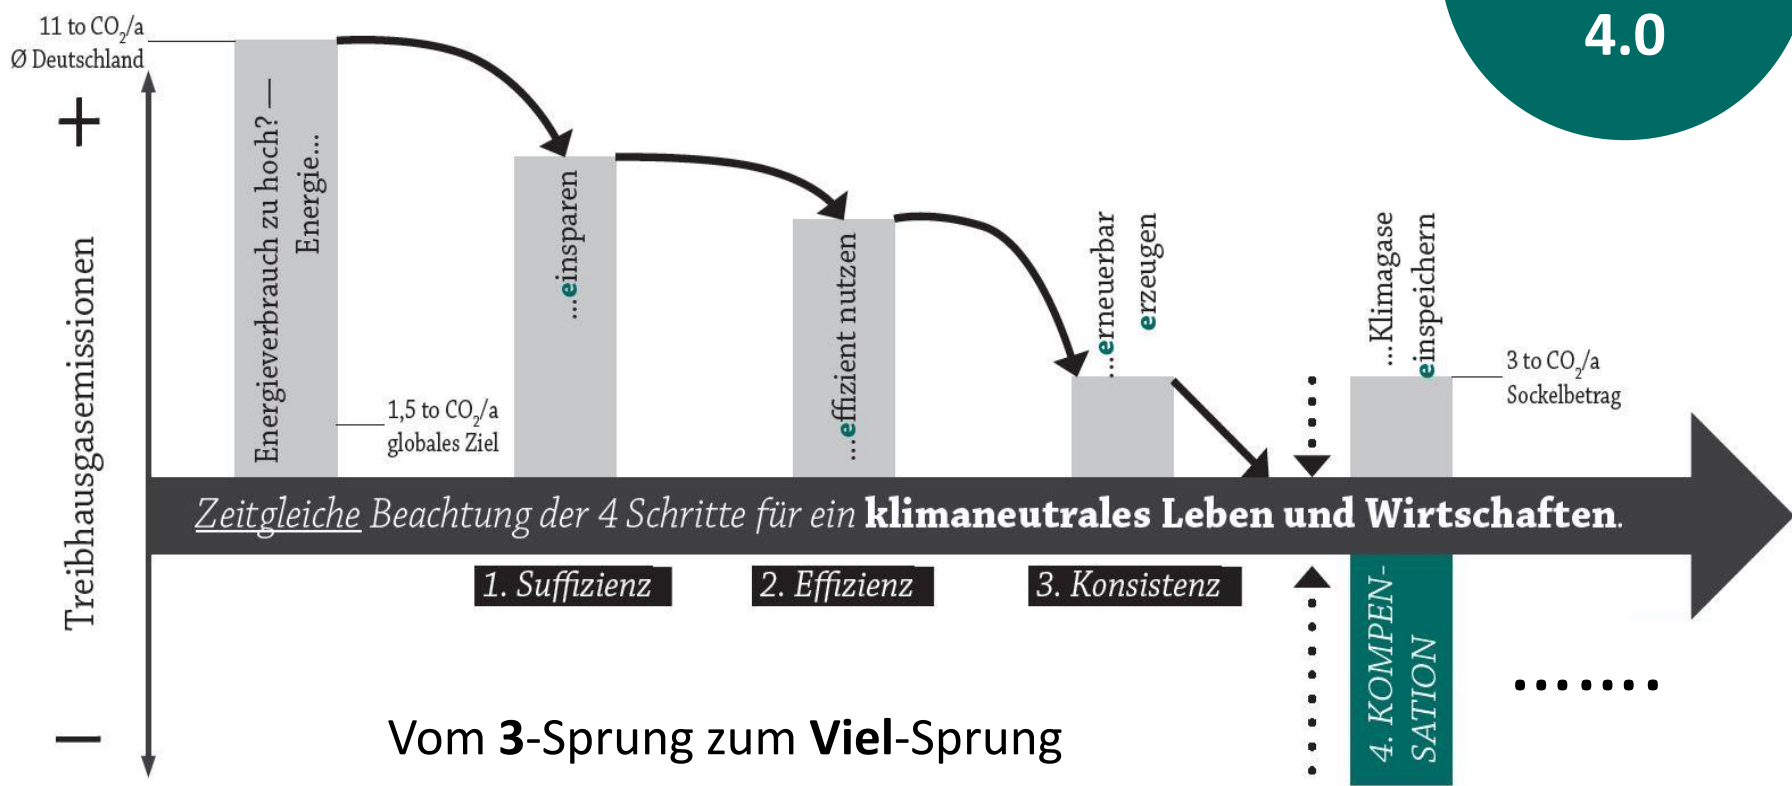 4.0
11 to CO₂/a
Ø Deutschland
+
Treibhausgasemissionen
–
Energieverbrauch zu hoch? —
Energie...
1,5 to CO₂/a
globales Ziel
...einsparen
...effizient nutzen
...erneuerbar
erzeugen
...Klimagase
einspeichern
3 to CO₂/a
Sockelbetrag
Zeitgleiche Beachtung der 4 Schritte für ein klimaneutrales Leben und Wirtschaften.
1. Suffizienz
2. Effizienz
3. Konsistenz
4. KOMPEN-
SATION
.......
Vom 3-Sprung zum Viel-Sprung